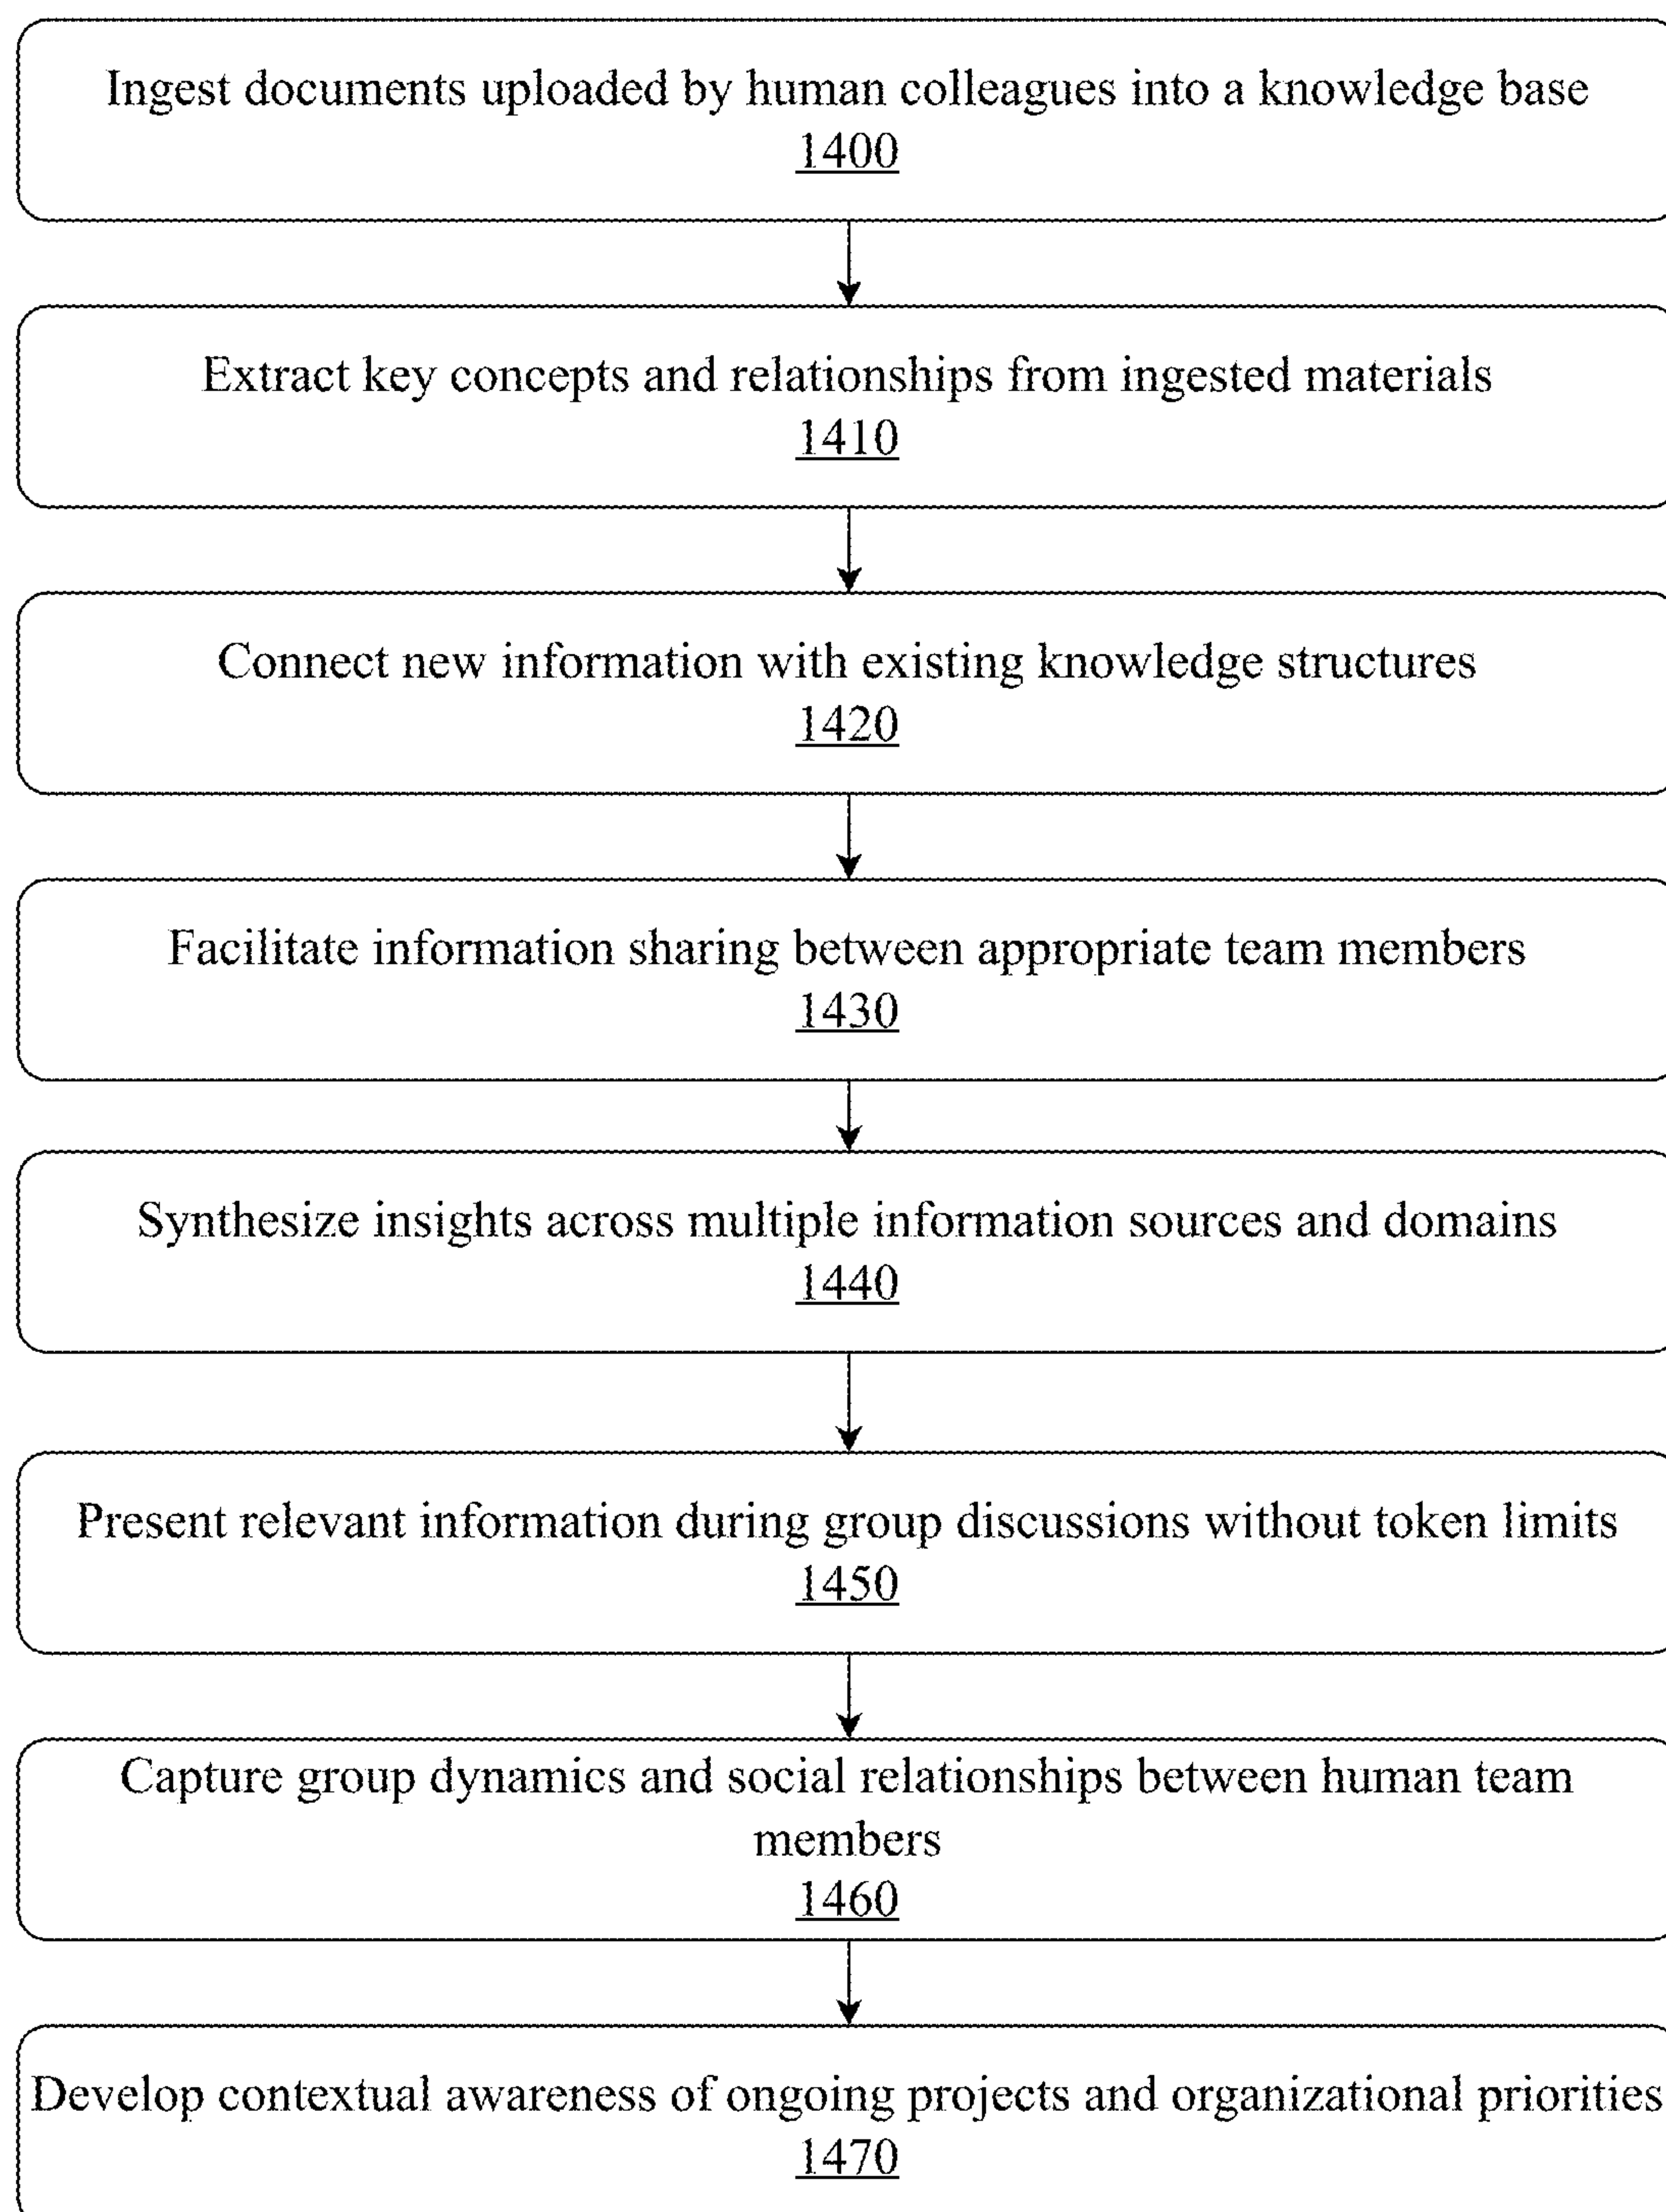 Ingest documents uploaded by human colleagues into a knowledge base
1400
Extract key concepts and relationships from ingested materials
1410
Connect new information with existing knowledge structures
1420
Facilitate information sharing between appropriate team members
1430
Synthesize insights across multiple information sources and domains
1440
Present relevant information during group discussions without token limits
1450
Capture group dynamics and social relationships between human team
members
1460
Develop contextual awareness of ongoing projects and organizational priorities
1470